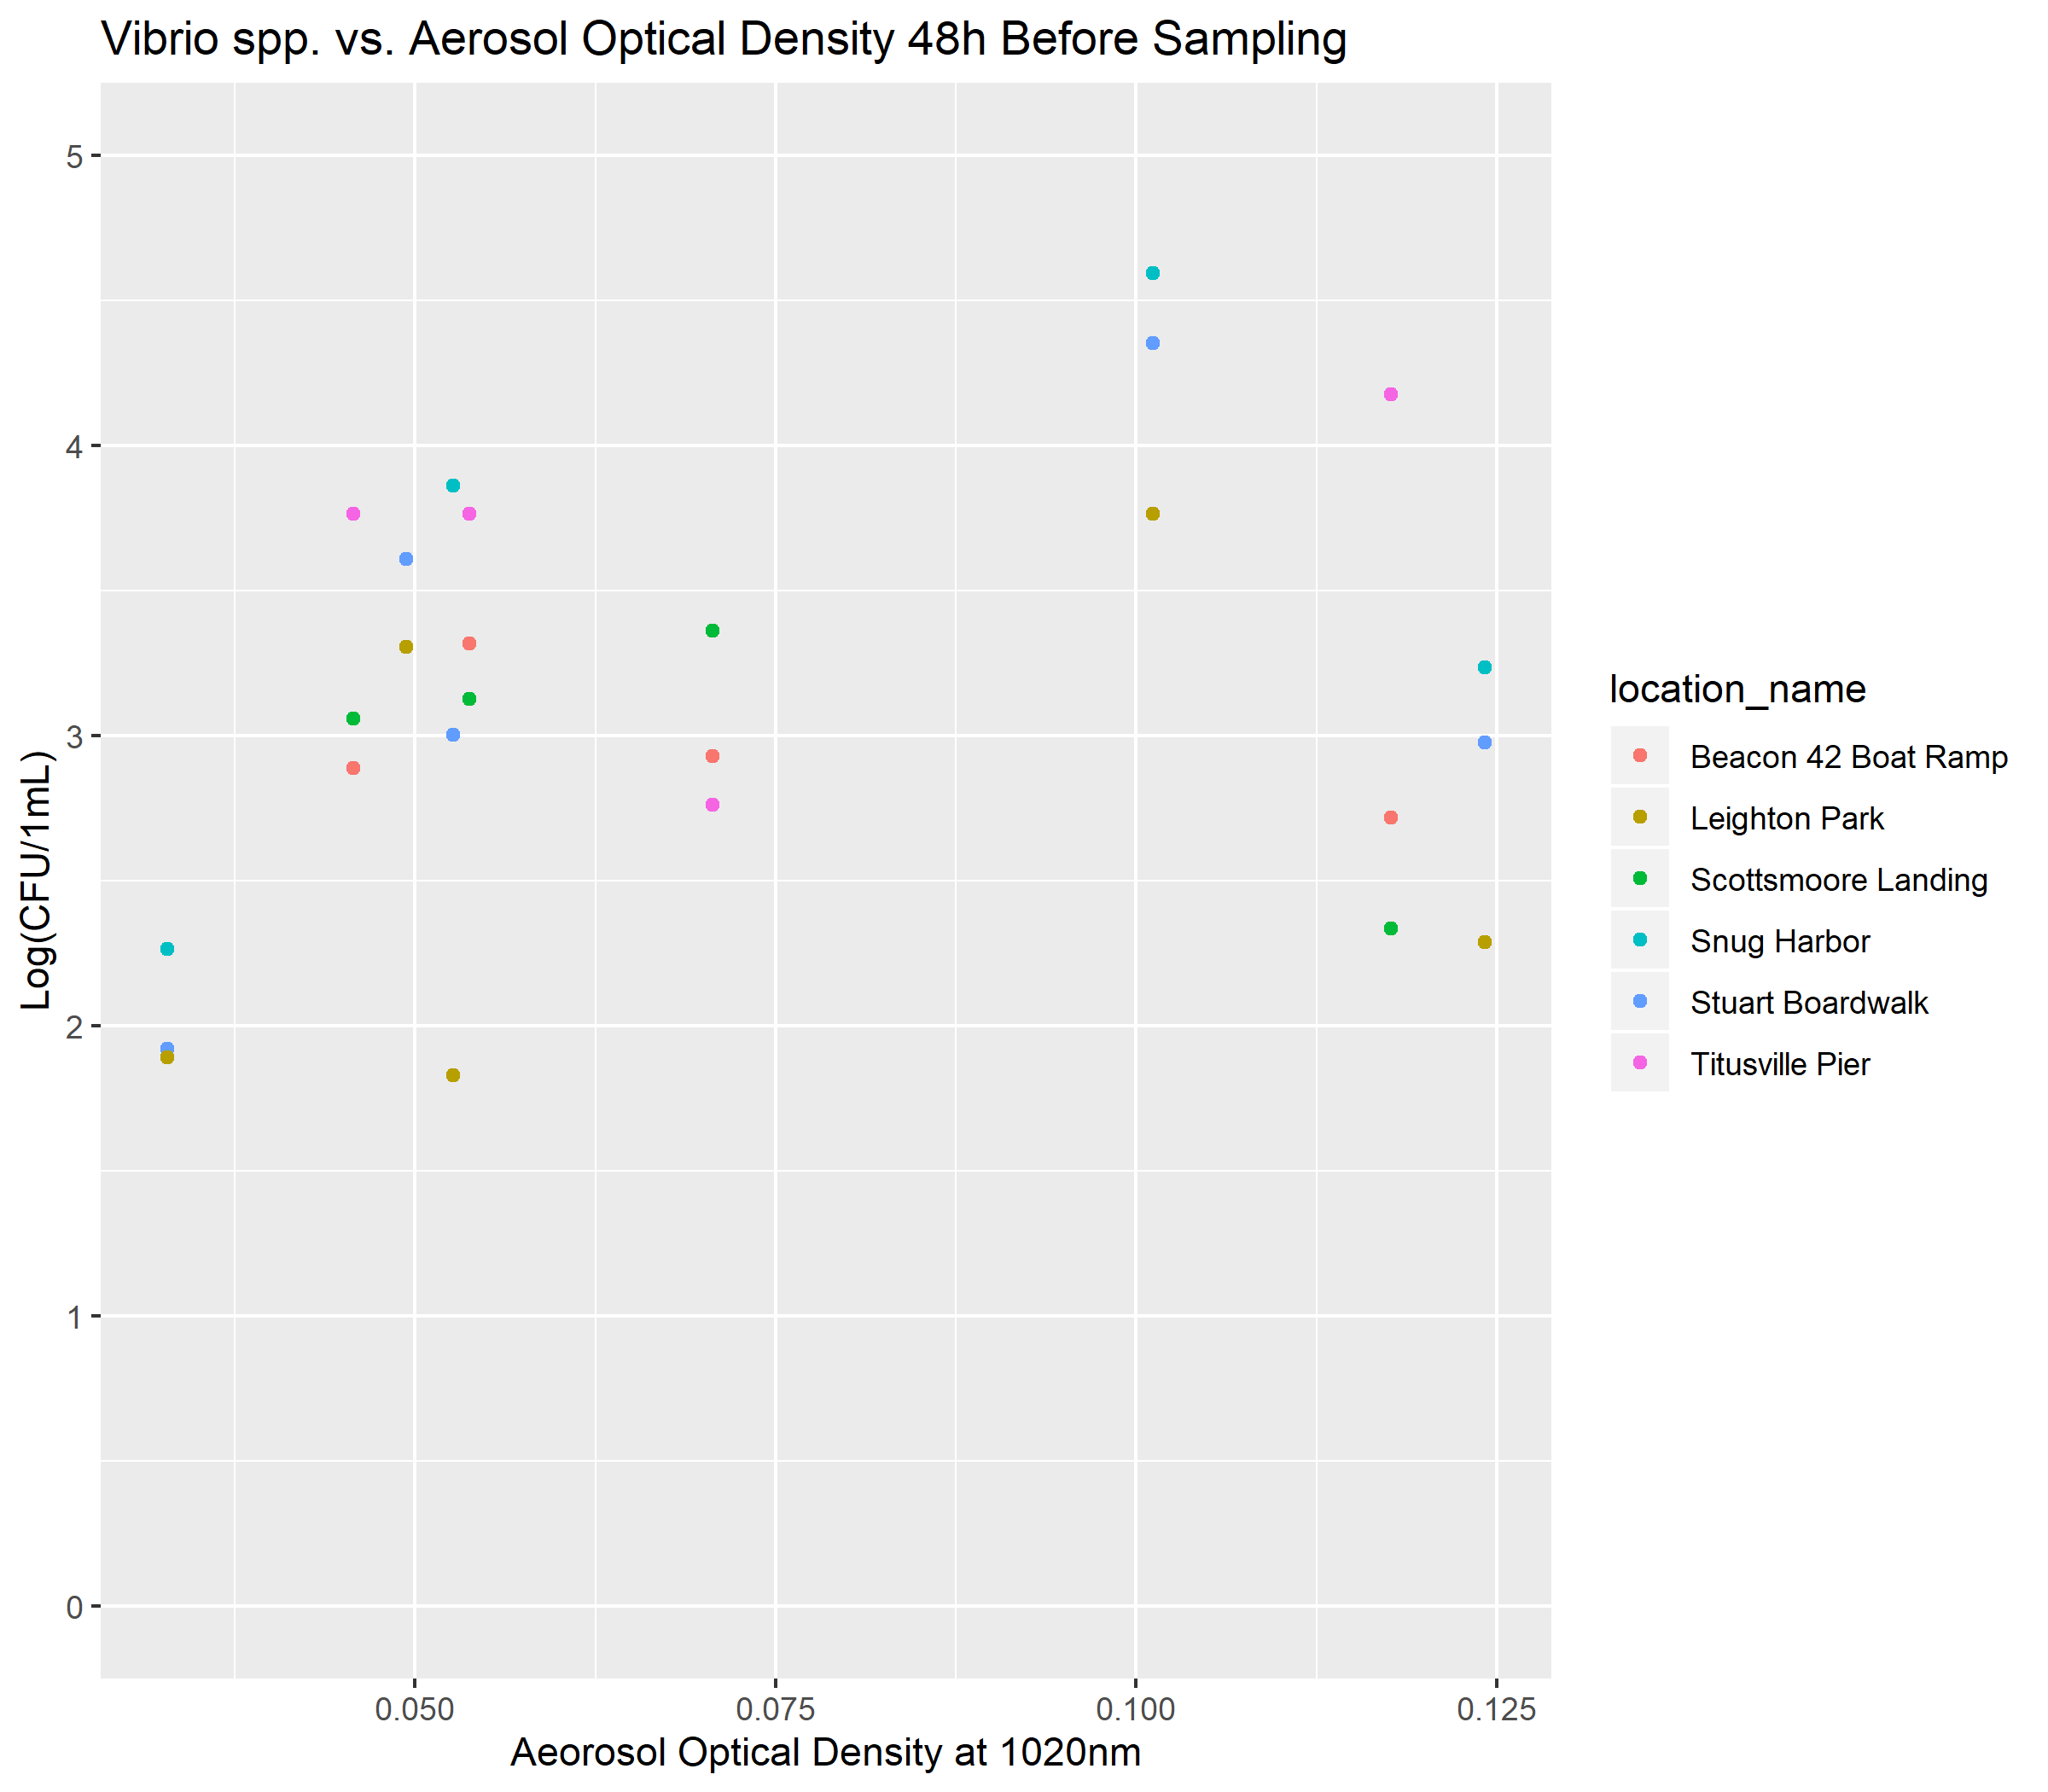 Vibrio spp. vs. Aerosol Optical Density 48h Before Sampling
5
4
3
2
1
0
Log(CFU/1mL)
0.050 0.075 0.100 0.125
Aeorosol Optical Density at 1020nm
location_name
Beacon 42 Boat Ramp
Leighton Park
Scottsmoore Landing
Snug Harbor
Stuart Boardwalk
Titusville Pier